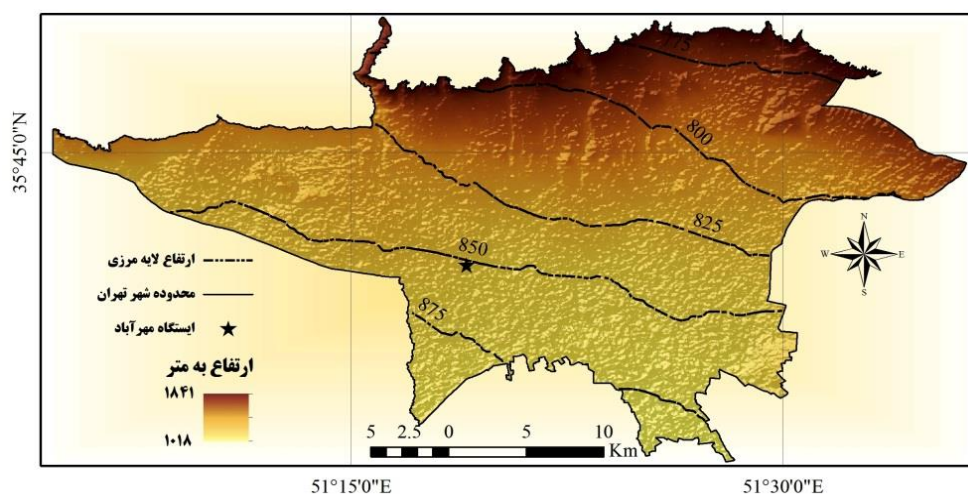 775
800
825
850
875
35°45'0"N
N
W E
S
ارتفاع لایه مرزی
محدوده شهر تهران
ایستگاه مهرآباد
ارتفاع به متر
۱۸۴۱
۱۰۱۸
5 2.5 0 5 10
Km
51°15'0"E 51°30'0"E